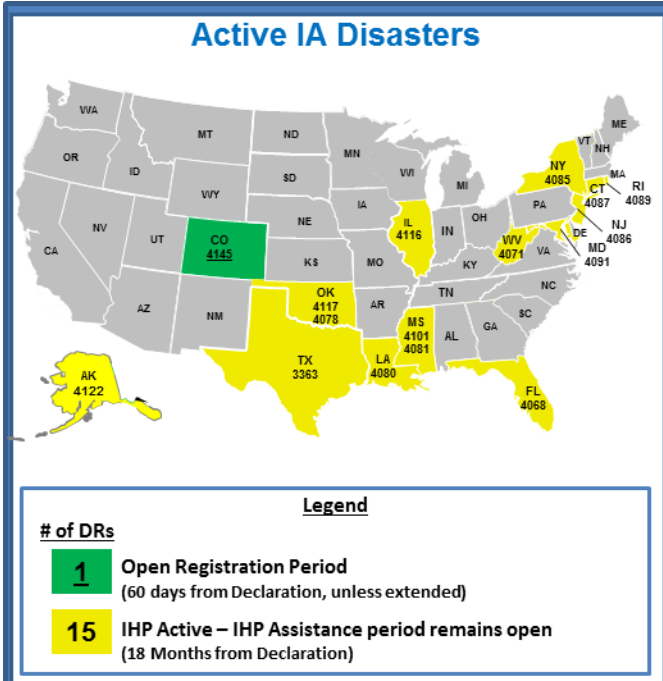 Active IA Disasters
WA
OR
CA
NV
ID
MT
WY
UT
AZ
CO
4145
NM
ND
SD
NE
KS
OK
4117
4078
TX
3363
MN
IA
MO
AR
LA
4080
WI
IL
4116
MS
4101
4081
MI
IN
KY
TN
AL
OH
WV
4071
GA
FL
4068
SC
NC
VA
PA
NY
4085
VT
NH
ME
MA
RI
4089
CT
4087
NJ
4086
DE
MD
4091
AK
4122
Legend
# of DRs
1
Open Registration Period
(60 days from Declaration, unless extended)
15
IHP Active – IHP Assistance period remains open
(18 Months from Declaration)